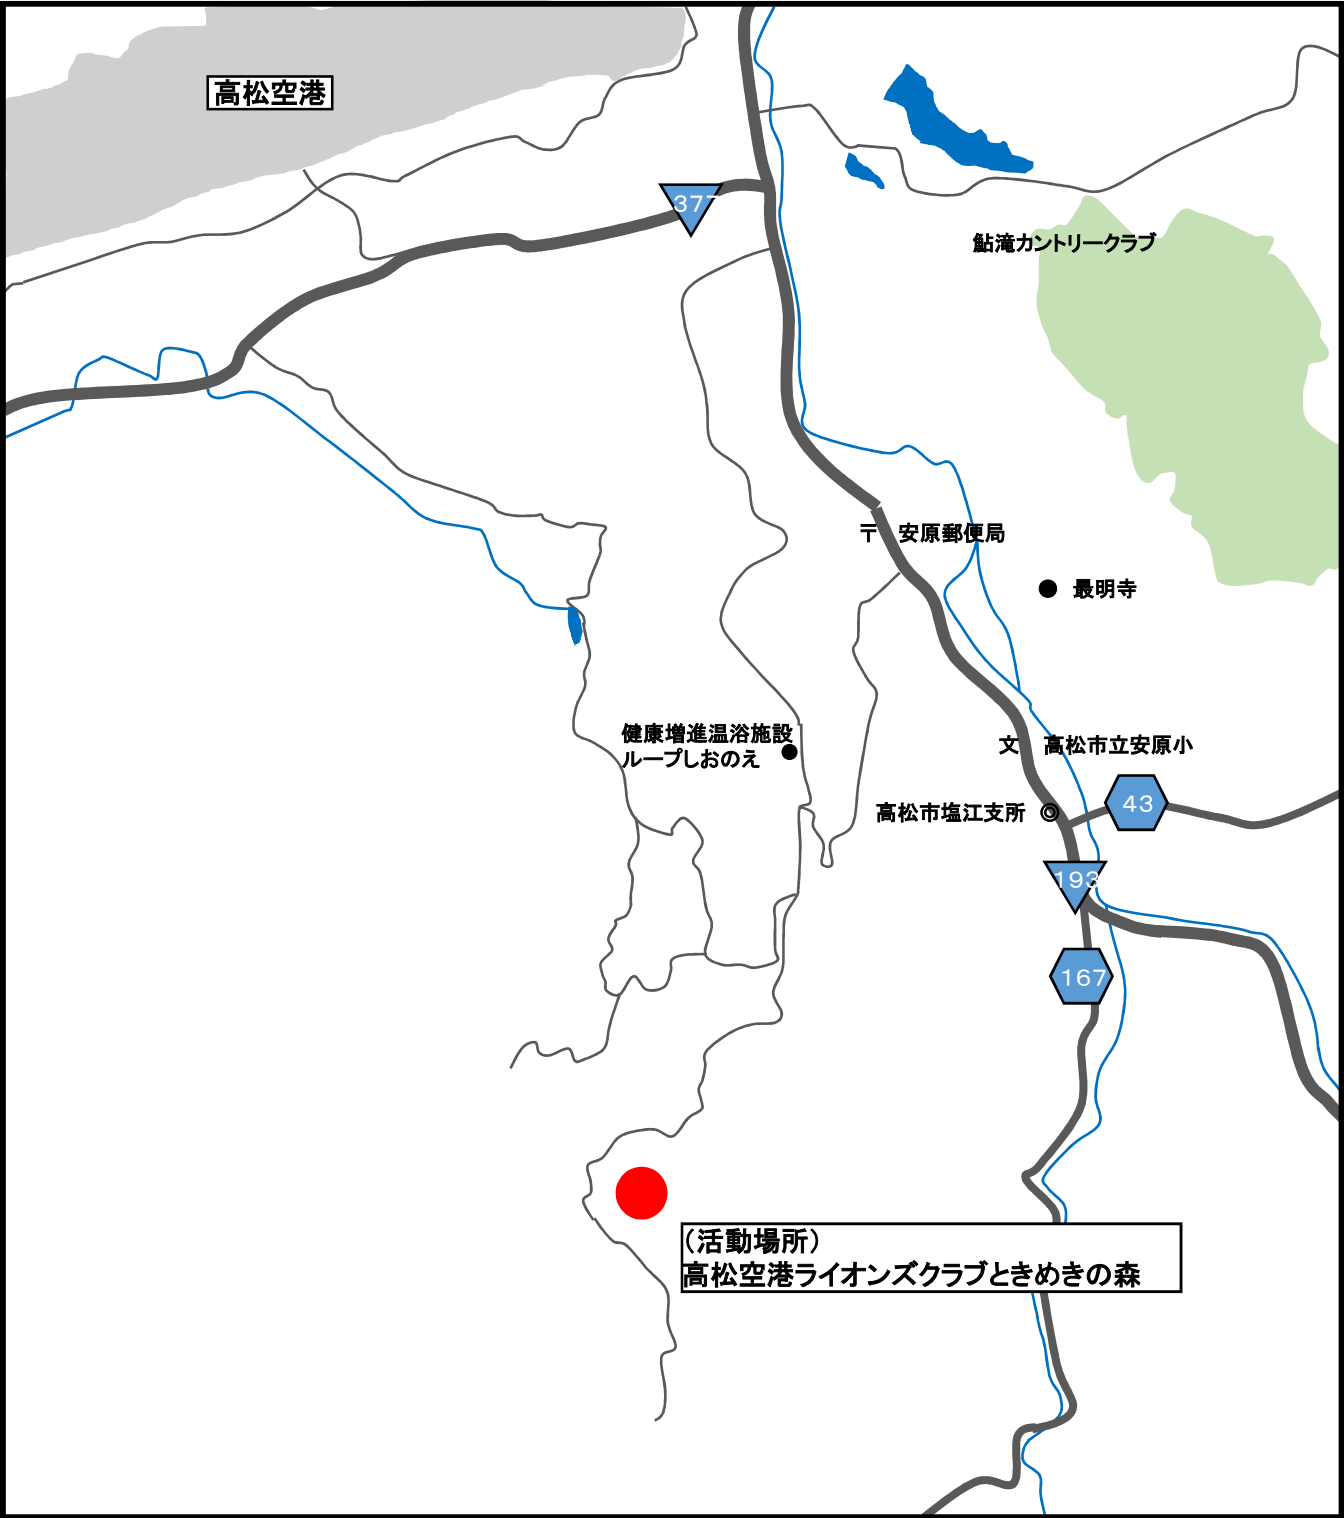 高松空港
377
鮎滝カントリークラブ
〒 安原郵便局
最明寺
健康増進温浴施設
ループしおのえ
文 高松市立安原小
43
高松市塩江支所
193
167
（活動場所）
高松空港ライオンズクラブときめきの森